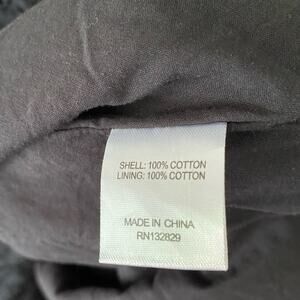 SHELL: 100% COTTON
LINING: 100% COTTON
MADE IN CHINA
RN132829